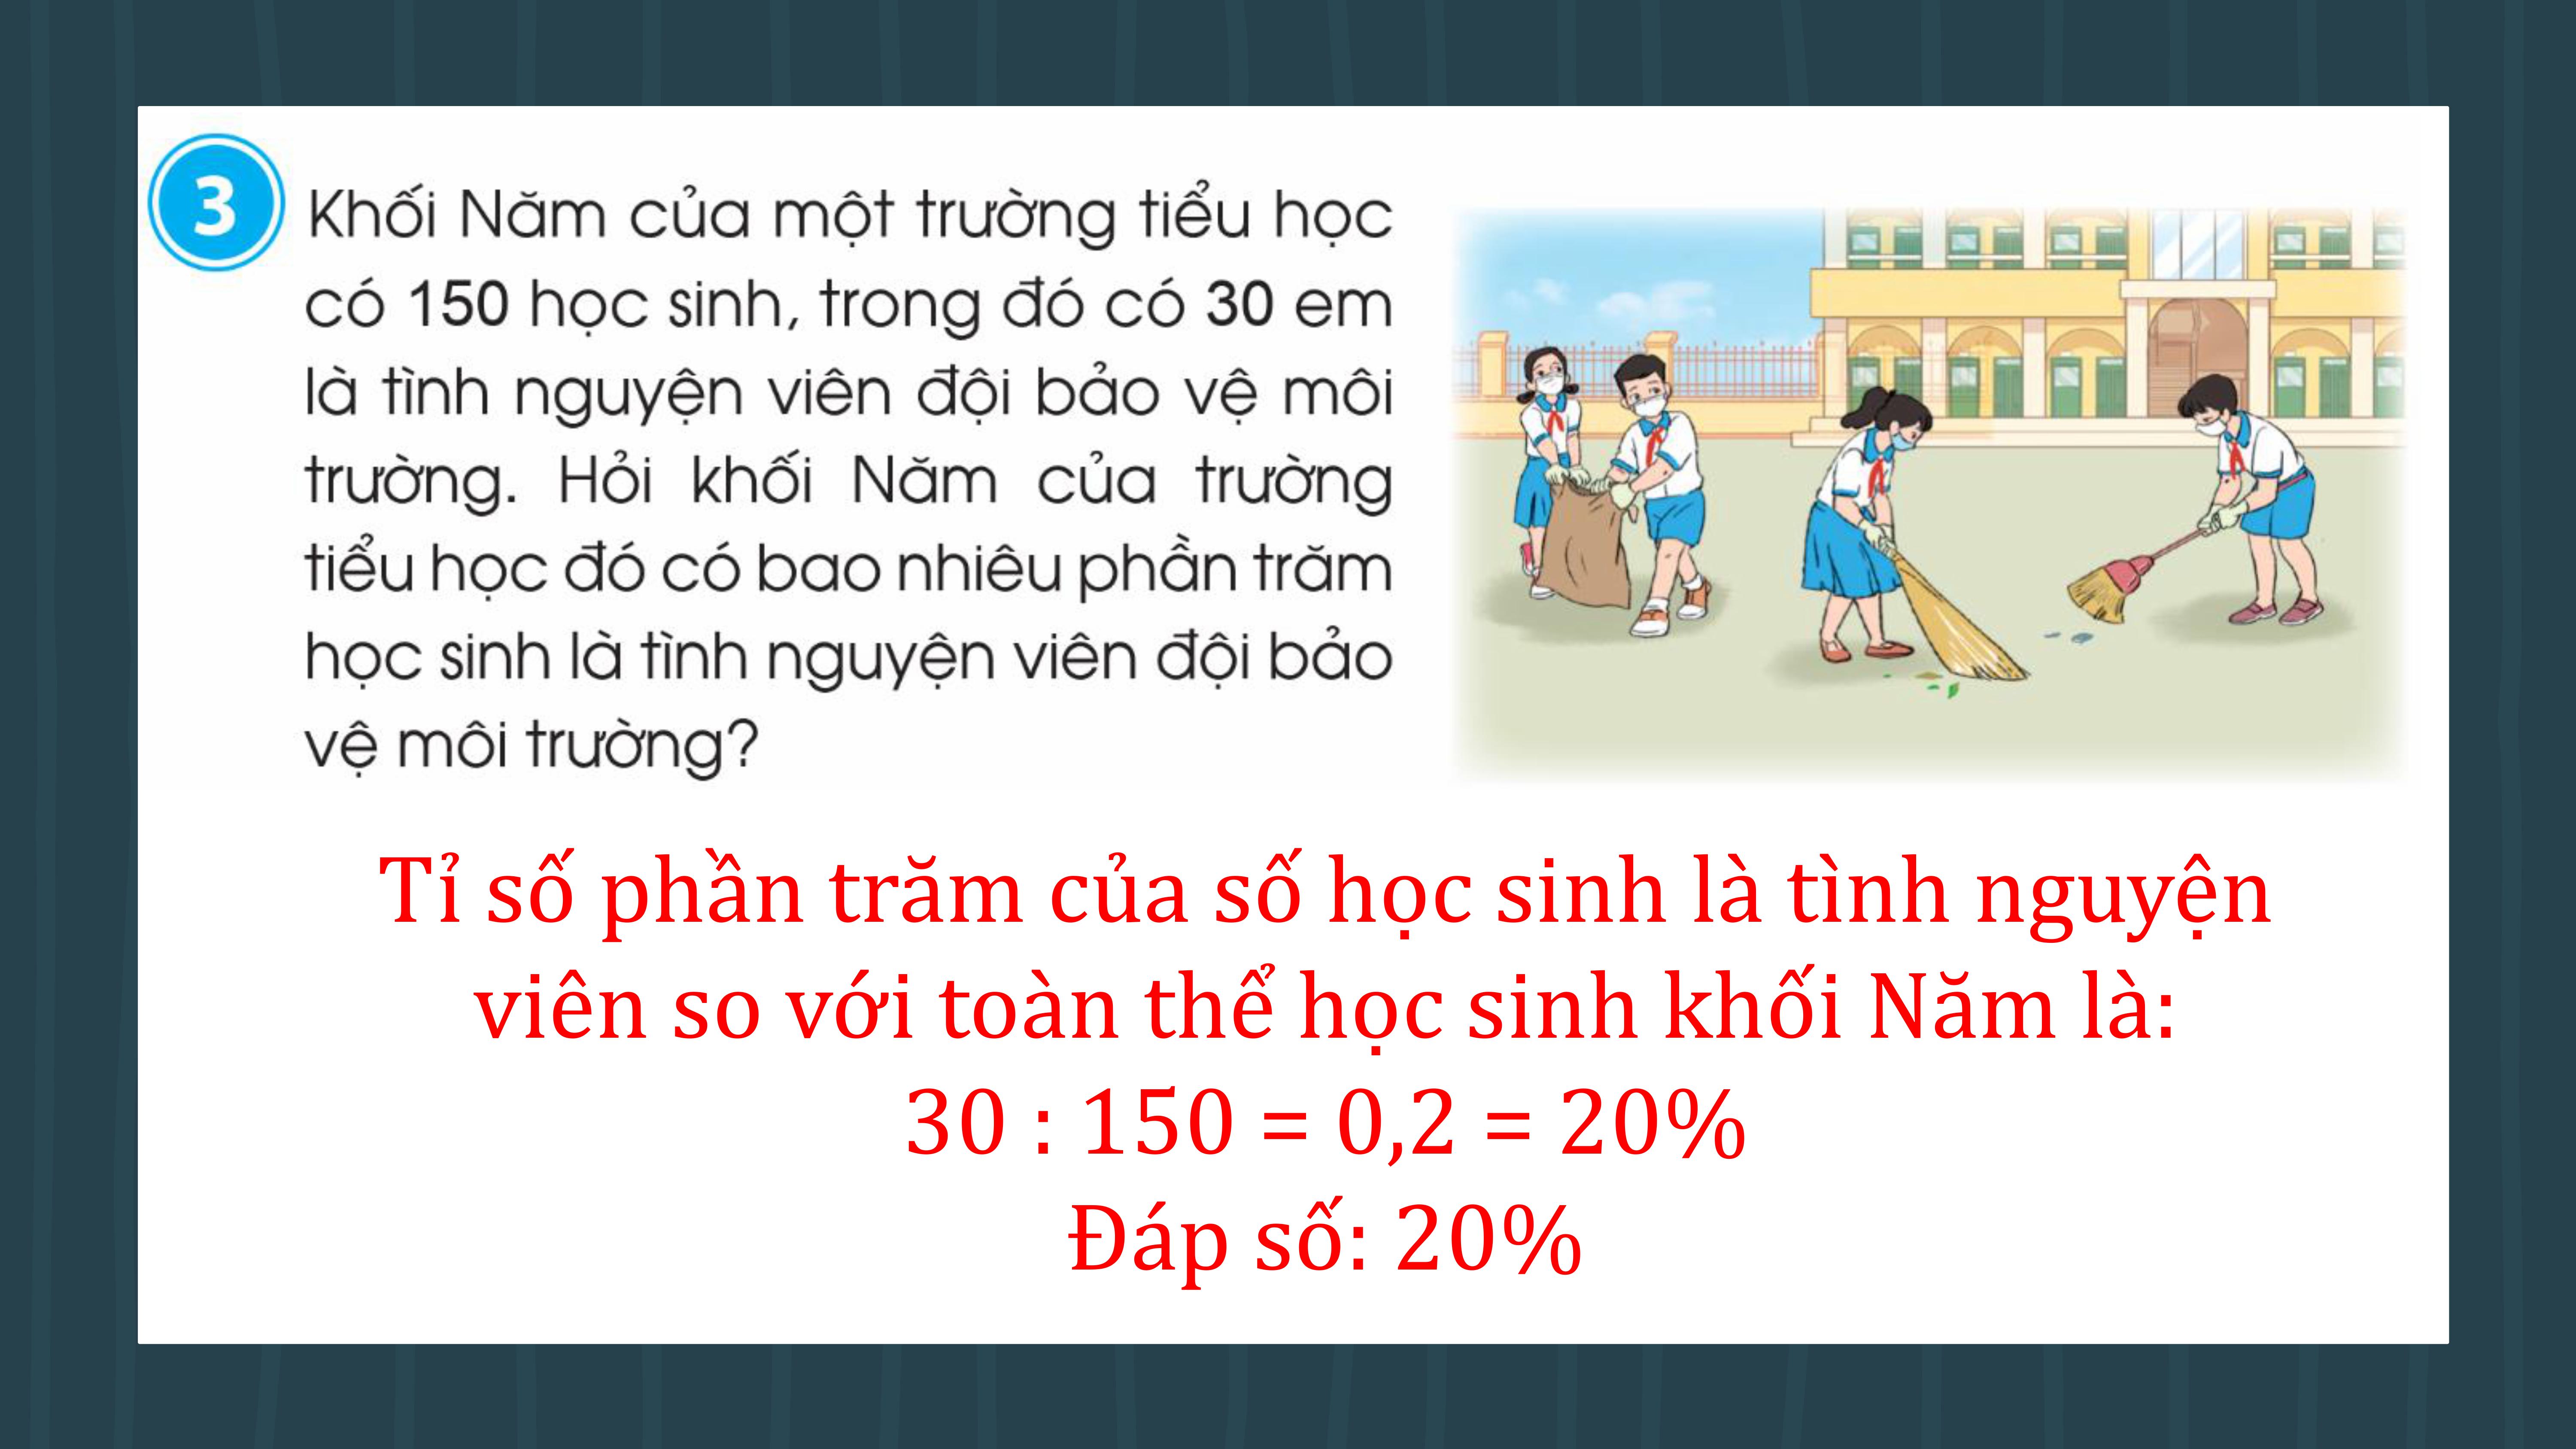 3
Khối Năm của một trường tiểu học
có 150 học sinh, trong đó có 30 em
là tình nguyện viên đội bảo vệ môi
trường. Hỏi khối Năm của trường
tiểu học đó có bao nhiêu phần trăm
học sinh là tình nguyện viên đội bảo
vệ môi trường?
Tỉ số phần trăm của số học sinh là tình nguyện
viên so với toàn thể học sinh khối Năm là:
30 : 150 = 0,2 = 20%
Đáp số: 20%